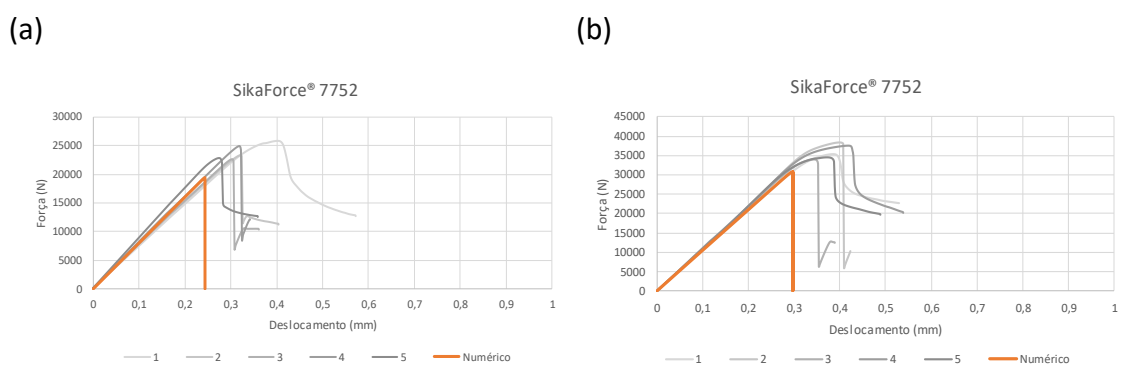 (a)
SikaForce® 7752
30000
25000
20000
15000
10000
5000
0
Força (N)
0 0,1 0,2 0,3 0,4 0,5 0,6 0,7 0,8 0,9 1
Deslocamento (mm)
1 2 3 4 5 Numérico
(b)
SikaForce® 7752
45000
40000
35000
30000
25000
20000
15000
10000
5000
0
Força (N)
0 0,1 0,2 0,3 0,4 0,5 0,6 0,7 0,8 0,9 1
Deslocamento (mm)
1 2 3 4 5 Numérico